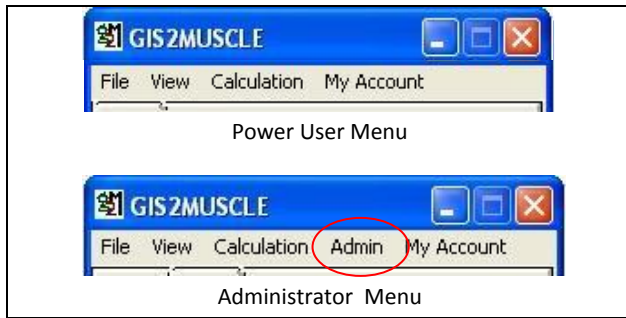 GIS2MUSCLE
File View Calculation My Account
Power User Menu
GIS2MUSCLE
File View Calculation Admin My Account
Administrator Menu